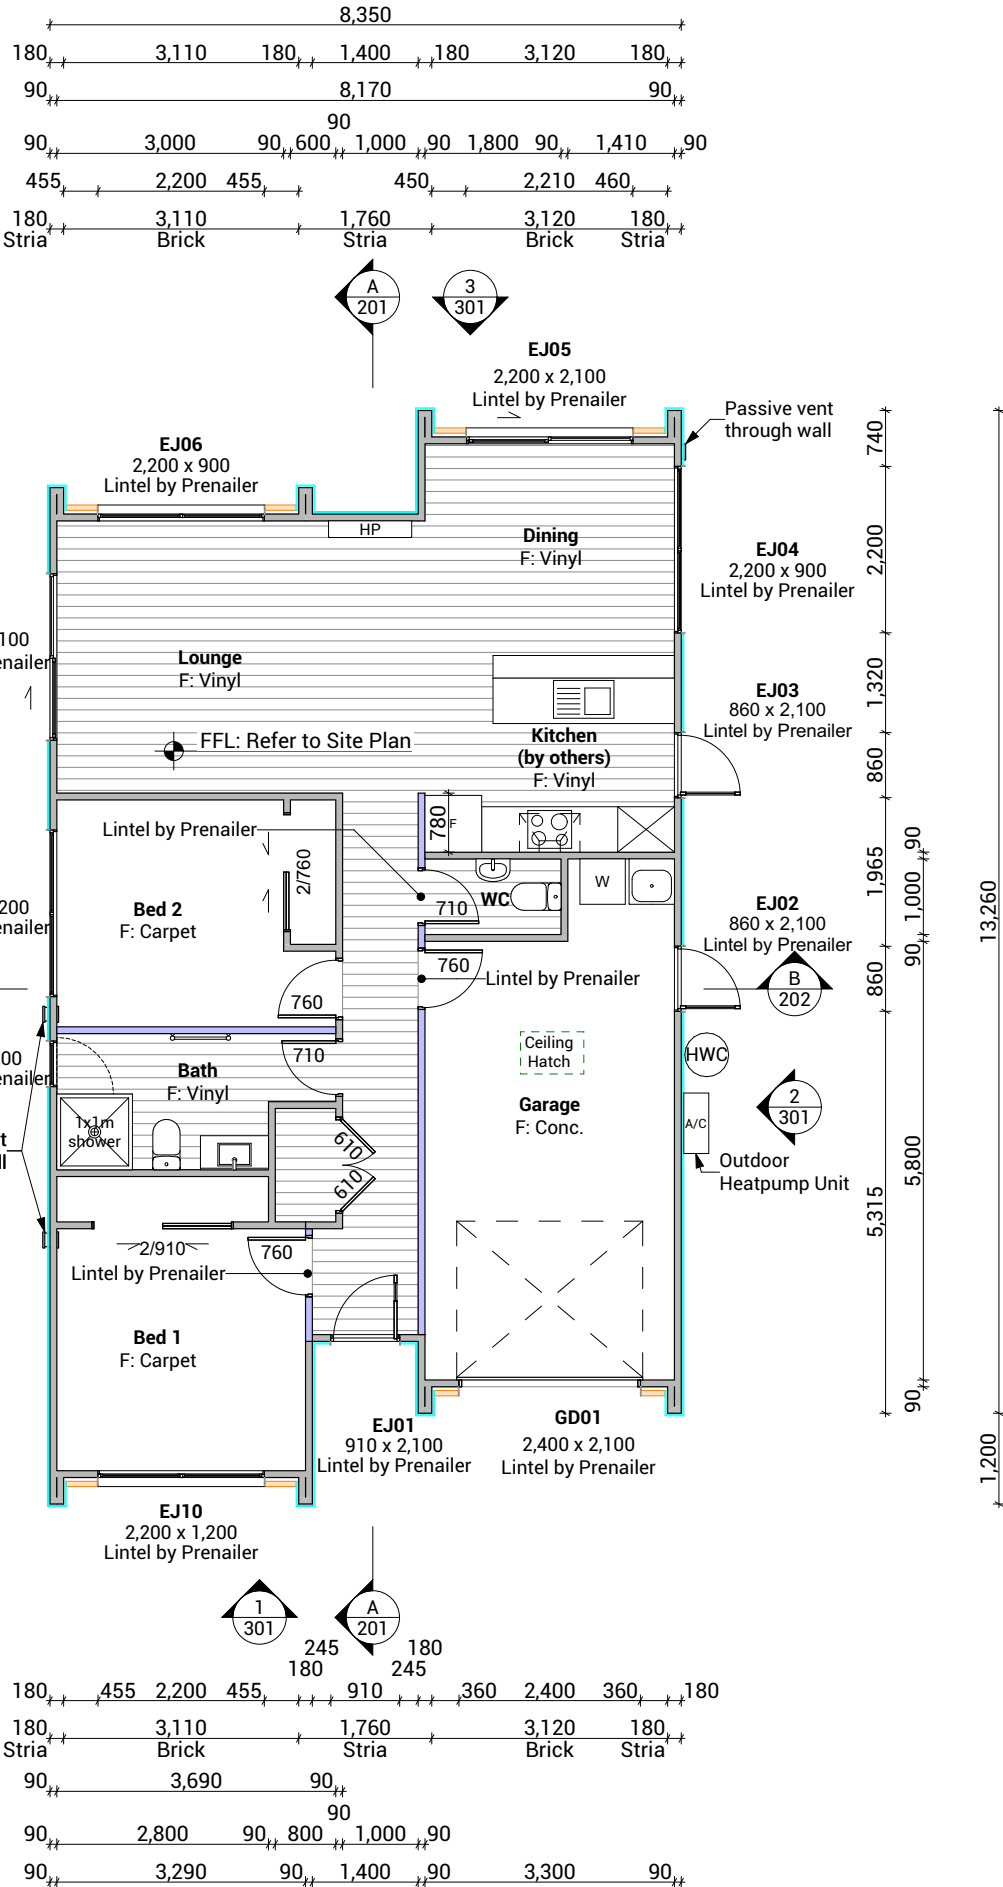 8,350
180 3,110 180 1,400 180 3,120 180
90 8,170 90
90
90 3,000 90 600 1,000 90 1,800 90 1,410 90
455 2,200 455 450 2,210 460
180 3,110 1,760 3,120 180
Stria Brick Stria Brick Stria
A
201
3
301
EJ05
2,200 x 2,100
Lintel by Prenailer
Passive vent
through wall
EJ06
2,200 x 900
Lintel by Prenailer
740
HP
Dining
F: Vinyl
EJ04
2,200 x 900
Lintel by Prenailer
2,200
100
enailer
Lounge
F: Vinyl
EJ03
860 x 2,100
Lintel by Prenailer
1,320
FFL: Refer to Site Plan
Kitchen
(by others)
F: Vinyl
860
780
F
Lintel by Prenailer
2/760
WC
710
W
90
1,965
1,000
13,260
Bed 2
F: Carpet
200
enailer
EJ02
860 x 2,100
Lintel by Prenailer
90
760
Lintel by Prenailer
B
202
860
760
710
Ceiling
Hatch
HWC
00
enailer
Bath
F: Vinyl
Garage
F: Conc.
2
301
A/C
1x1m
shower
610
610
t
ll
Outdoor
Heatpump Unit
5,800
5,315
2/910
760
Lintel by Prenailer
Bed 1
F: Carpet
90
EJ01
910 x 2,100
Lintel by Prenailer
GD01
2,400 x 2,100
Lintel by Prenailer
1,200
EJ10
2,200 x 1,200
Lintel by Prenailer
1
301
A
201
245 180
180 245
180 455 2,200 455 910 360 2,400 360 180
180 3,110 1,760 3,120 180
Stria Brick Stria Brick Stria
90 3,690 90
90
90 2,800 90 800 1,000 90
90 3,290 90 1,400 90 3,300 90